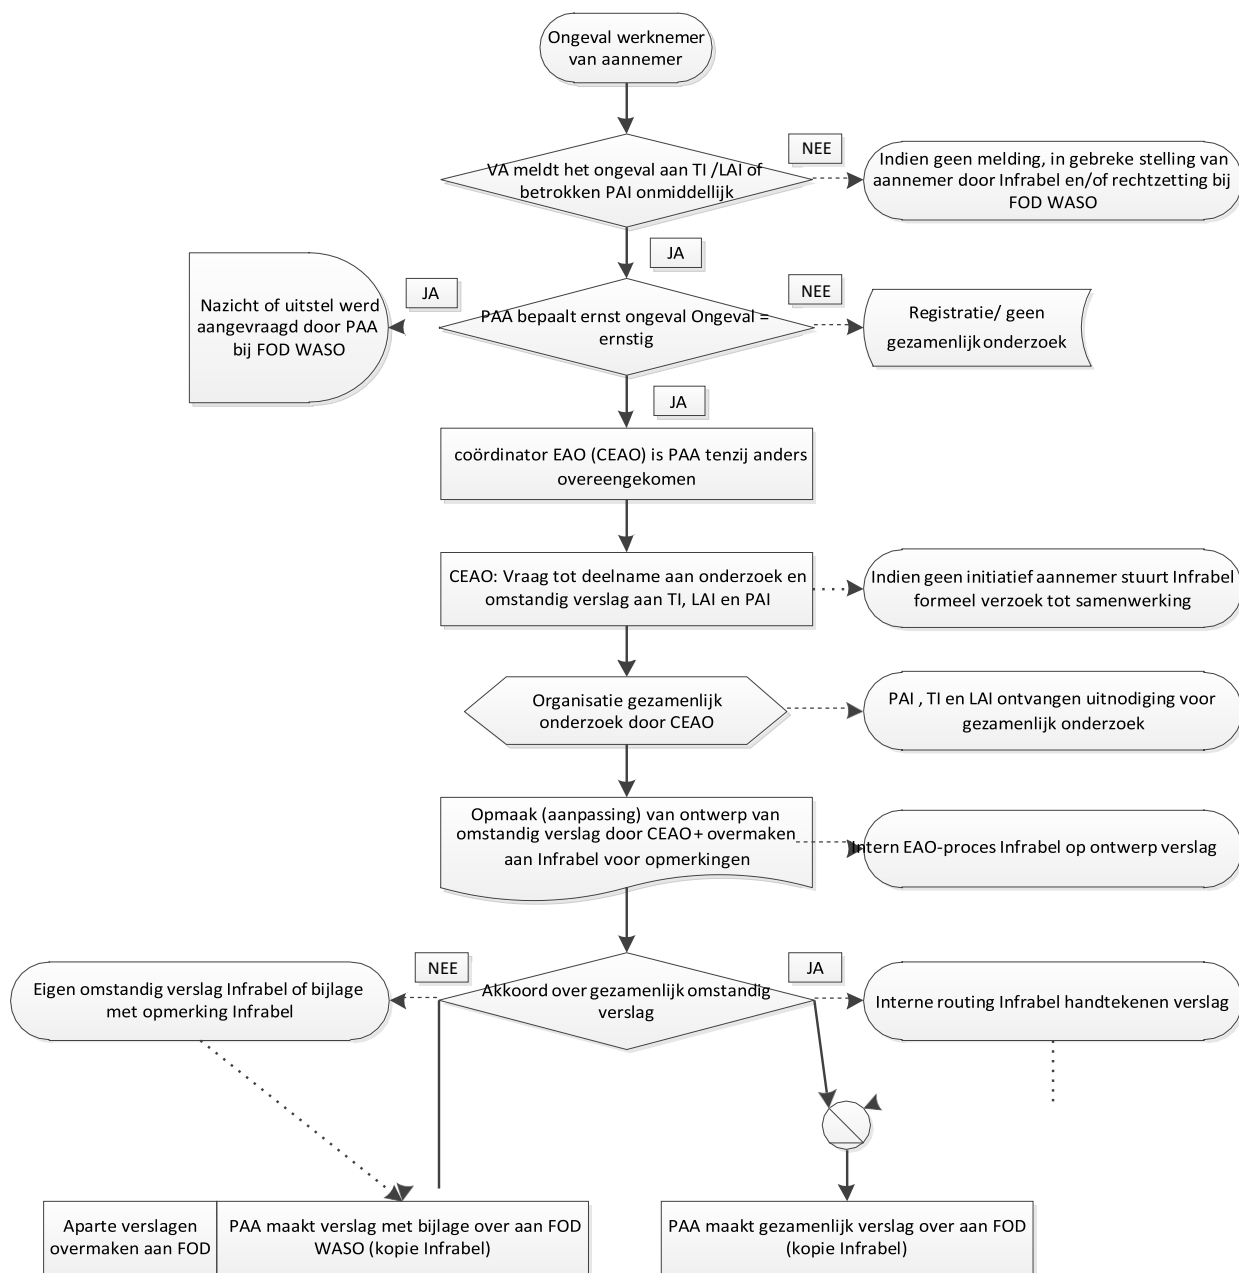 Ongeval werknemer
van aannemer
VA meldt het ongeval aan TI /LAI of
betrokken PAI onmiddellijk
NEE
Indien geen melding, in gebreke stelling van
aannemer door Infrabel en/of rechtzetting bij
FOD WASO
JA
Nazicht of uitstel werd
aangevraagd door PAA
bij FOD WASO
JA
PAA bepaalt ernst ongeval Ongeval =
ernstig
NEE
Registratie/ geen
gezamenlijk onderzoek
JA
coördinator EAO (CEAO) is PAA tenzij anders
overeengekomen
CEAO: Vraag tot deelname aan onderzoek en
omstandig verslag aan TI, LAI en PAI
Indien geen initiatief aannemer stuurt Infrabel
formeel verzoek tot samenwerking
Organisatie gezamenlijk
onderzoek door CEAO
PAI , TI en LAI ontvangen uitnodiging voor
gezamenlijk onderzoek
Opmaak (aanpassing) van ontwerp van
omstandig verslag door CEAO + overmaken
aan Infrabel voor opmerkingen
Intern EAO-proces Infrabel op ontwerp verslag
NEE
Eigen omstandig verslag Infrabel of bijlage
met opmerking Infrabel
Akkoord over gezamenlijk omstandig
verslag
JA
Interne routing Infrabel handtekenen verslag
Aparte verslagen
overmaken aan FOD
PAA maakt verslag met bijlage over aan FOD
WASO (kopie Infrabel)
PAA maakt gezamenlijk verslag over aan FOD
(kopie Infrabel)